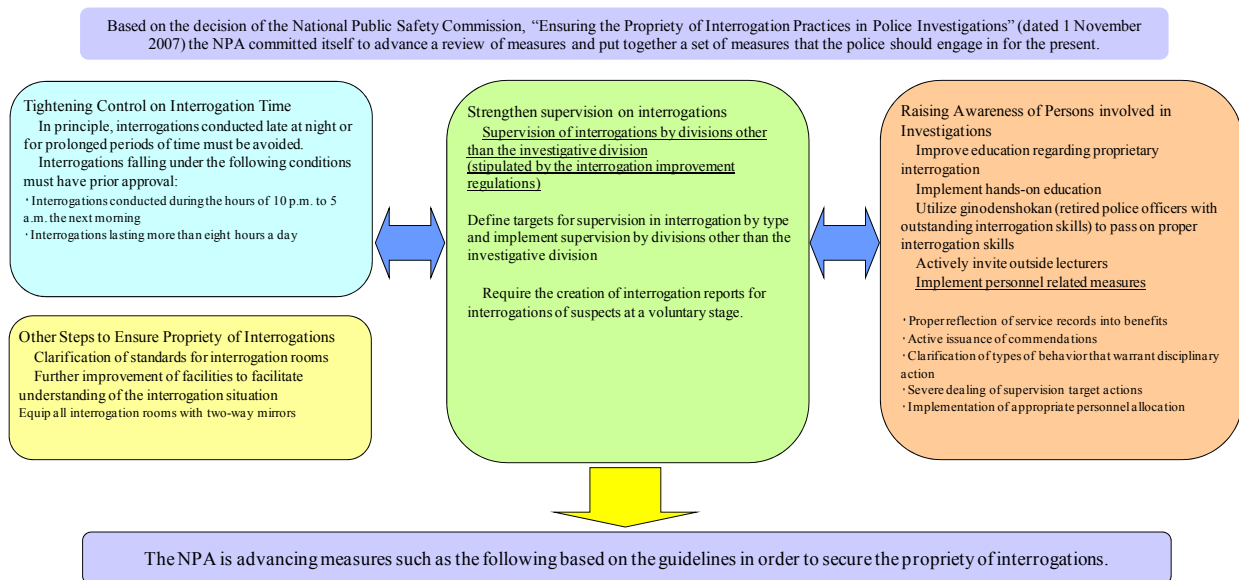 Based on the decision of the National Public Safety Commission, “Ensuring the Propriety of Interrogation Practices in Police Investigations” (dated 1 November
2007) the NPA committed itself to advance a review of measures and put together a set of measures that the police should engage in for the present.
Tightening Control on Interrogation Time
In principle, interrogations conducted late at night or
for prolonged periods of time must be avoided.
Interrogations falling under the following conditions
must have prior approval:
・Interrogations conducted during the hours of 10 p.m. to 5
a.m. the next morning
・Interrogations lasting more than eight hours a day
Other Steps to Ensure Propriety of Interrogations
Clarification of standards for interrogation rooms
Further improvement of facilities to facilitate
understanding of the interrogation situation
Equip all interrogation rooms with two-way mirrors
Strengthen supervision on interrogations
Supervision of interrogations by divisions other
than the investigative division
(stipulated by the interrogation improvement
regulations)
Define targets for supervision in interrogation by type
and implement supervision by divisions other than the
investigative division
Require the creation of interrogation reports for
interrogations of suspects at a voluntary stage.
Raising Awareness of Persons involved in
Investigations
Improve education regarding proprietary
interrogation
Implement hands-on education
Utilize ginodenshokan (retired police officers with
outstanding interrogation skills) to pass on proper
interrogation skills
Actively invite outside lecturers
Implement personnel related measures
・Proper reflection of service records into benefits
・Active issuance of commendations
・Clarification of types of behavior that warrant disciplinary
action
・Severe dealing of supervision target actions
・Implementation of appropriate personnel allocation
The NPA is advancing measures such as the following based on the guidelines in order to secure the propriety of interrogations.